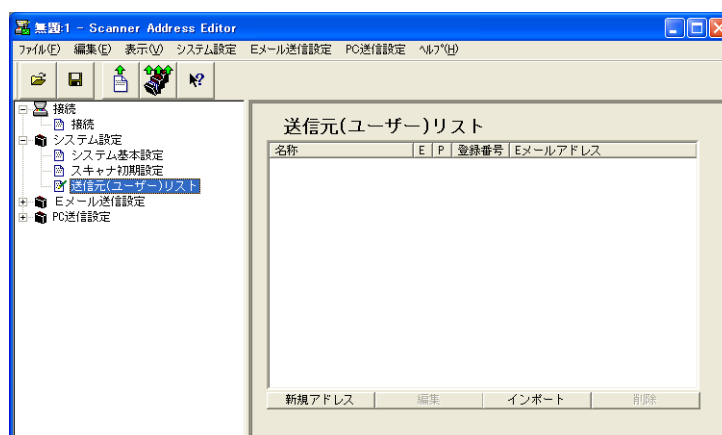 無題:1 - Scanner Address Editor
ファイル(F) 編集(E) 表示(V) システム設定 Eメール送信設定 PC送信設定 ヘルプ(H)
接続
接続
システム設定
システム基本設定
スキャナ初期設定
送信元(ユーザー)リスト
Eメール送信設定
PC送信設定
送信元(ユーザー)リスト
名称 E P 登録番号 Eメールアドレス
新規アドレス 編集 インポート 削除